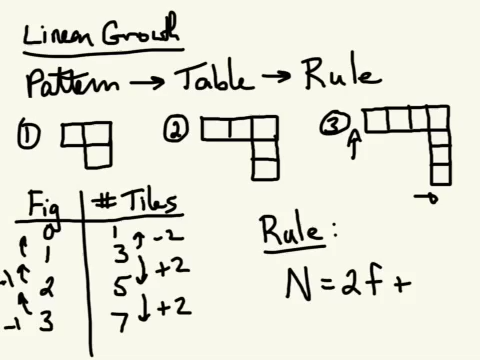 Linear Growth
Pattern → Table → Rule
① ② ③
Fig # Tiles
0 1
1 3 -2
-1 2 5 +2
-1 3 7 +2
Rule:
N = 2f +